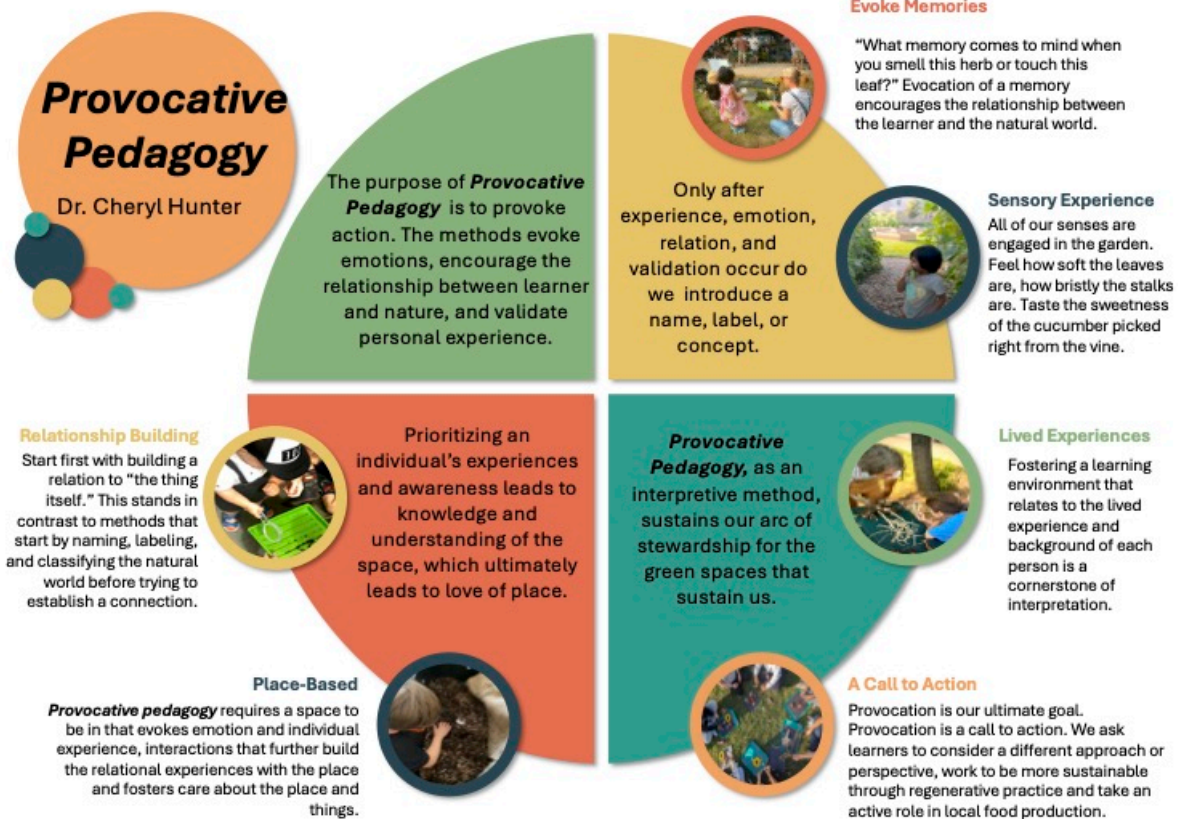 Provocative
Pedagogy
Dr. Cheryl Hunter
The purpose of Provocative
Pedagogy is to provoke
action. The methods evoke
emotions, encourage the
relationship between learner
and nature, and validate
personal experience.
Only after
experience, emotion,
relation, and
validation occur do
we introduce a
name, label, or
concept.
Evoke Memories
“What memory comes to mind when
you smell this herb or touch this
leaf?” Evocation of a memory
encourages the relationship between
the learner and the natural world.
Sensory Experience
All of our senses are
engaged in the garden.
Feel how soft the leaves
are, how bristly the stalks
are. Taste the sweetness
of the cucumber picked
right from the vine.
Relationship Building
Start first with building a
relation to “the thing
itself.” This stands in
contrast to methods that
start by naming, labeling,
and classifying the natural
world before trying to
establish a connection.
Prioritizing an
individual’s experiences
and awareness leads to
knowledge and
understanding of the
space, which ultimately
leads to love of place.
Provocative
Pedagogy, as an
interpretive method,
sustains our arc of
stewardship for the
green spaces that
sustain us.
Lived Experiences
Fostering a learning
environment that
relates to the lived
experience and
background of each
person is a
cornerstone of
interpretation.
Place-Based
Provocative pedagogy requires a space to
be in that evokes emotion and individual
experience, interactions that further build
the relational experiences with the place
and fosters care about the place and
things.
A Call to Action
Provocation is our ultimate goal.
Provocation is a call to action. We ask
learners to consider a different approach or
perspective, work to be more sustainable
through regenerative practice and take an
active role in local food production.